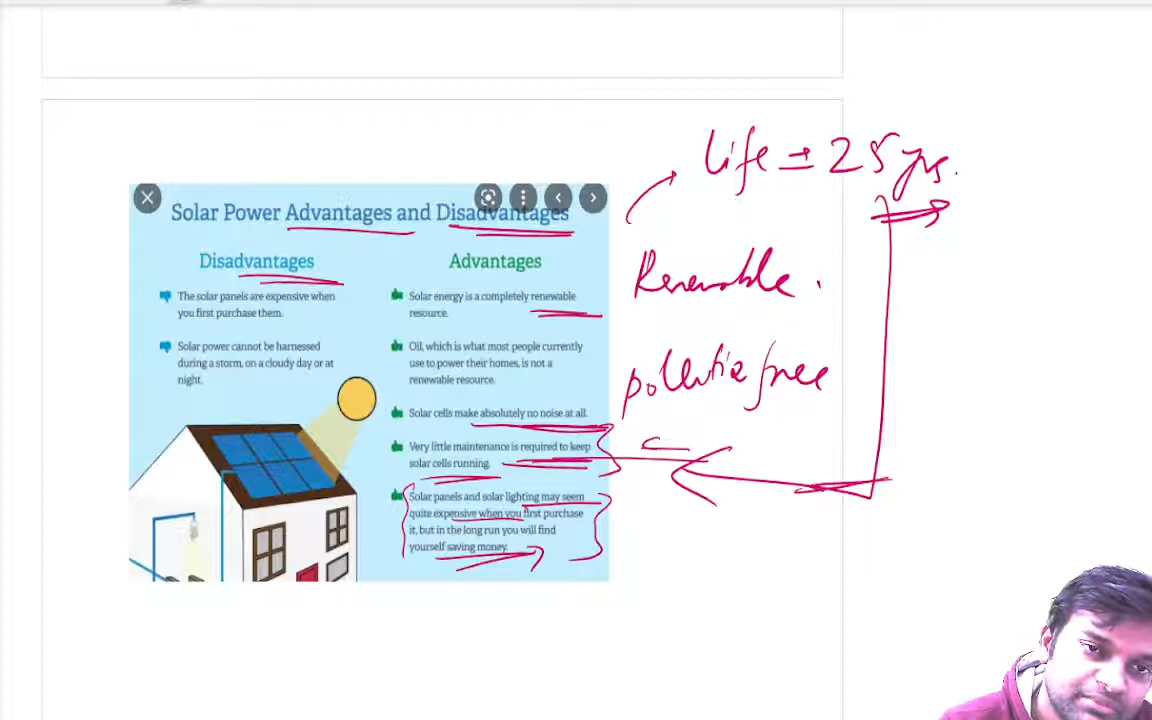 life = 25 yrs.
Solar Power Advantages and Disadvantages
Disadvantages
The solar panels are expensive when
you first purchase them.
Solar power cannot be harnessed
during a storm, on a cloudy day or at
night.
Advantages
Solar energy is a completely renewable
resource.
Oil, which is what most people currently
use to power their homes, is not a
renewable resource.
Solar cells make absolutely no noise at all.
Very little maintenance is required to keep
solar cells running.
Solar panels and solar lighting may seem
quite expensive when you first purchase
it, but in the long run you will find
yourself saving money.
Renewable.
free